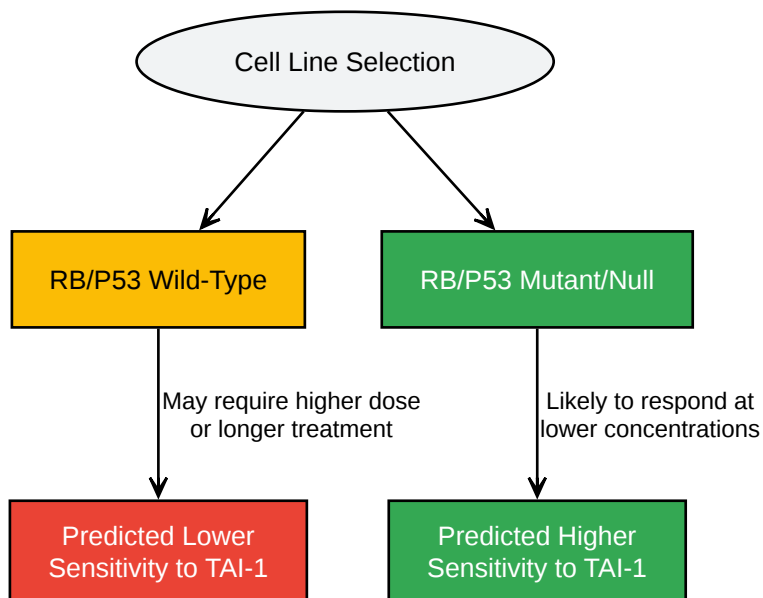 Cell Line Selection
RB/P53 Wild-Type
RB/P53 Mutant/Null
May require higher dose
or longer treatment
Likely to respond at
lower concentrations
Predicted Lower
Sensitivity to TAI-1
Predicted Higher
Sensitivity to TAI-1